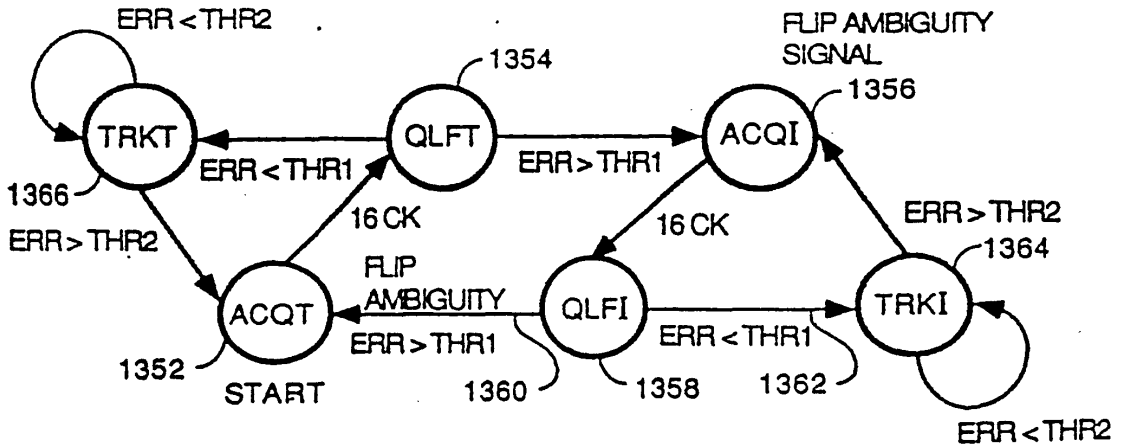 ERR<THR2
FLIP AMBIGUITY
SIGNAL
1354
1356
TRKT
QLFT
ACQI
ERR<THR1
ERR>THR1
1366
16 CK
16 CK
ERR>THR2
ERR>THR2
1364
FLIP
AMBIGUITY
ACQT
QLFI
TRKI
ERR>THR1
ERR<THR1
1352
1360
1358
1362
START
ERR<THR2